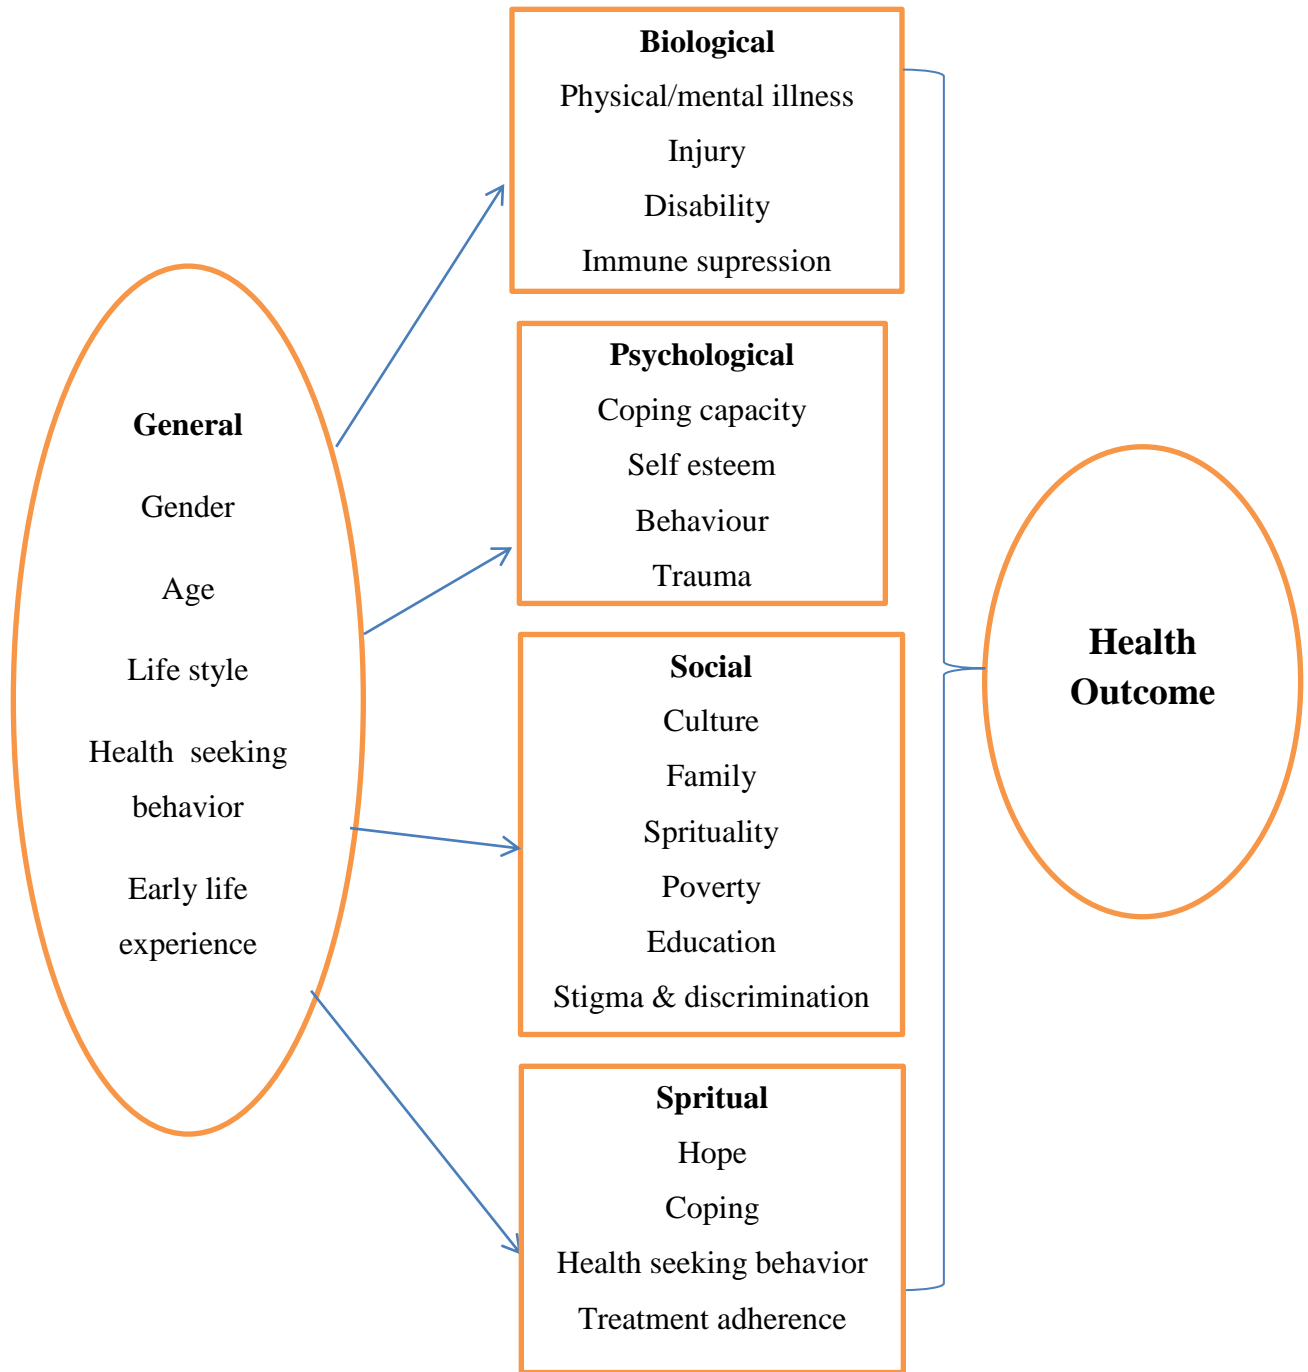 General
Gender
Age
Life style
Health seeking
behavior
Early life
experience
Biological
Physical/mental illness
Injury
Disability
Immune supression
Psychological
Coping capacity
Self esteem
Behaviour
Trauma
Social
Culture
Family
Sprituality
Poverty
Education
Stigma & discrimination
Spritual
Hope
Coping
Health seeking behavior
Treatment adherence
Health
Outcome